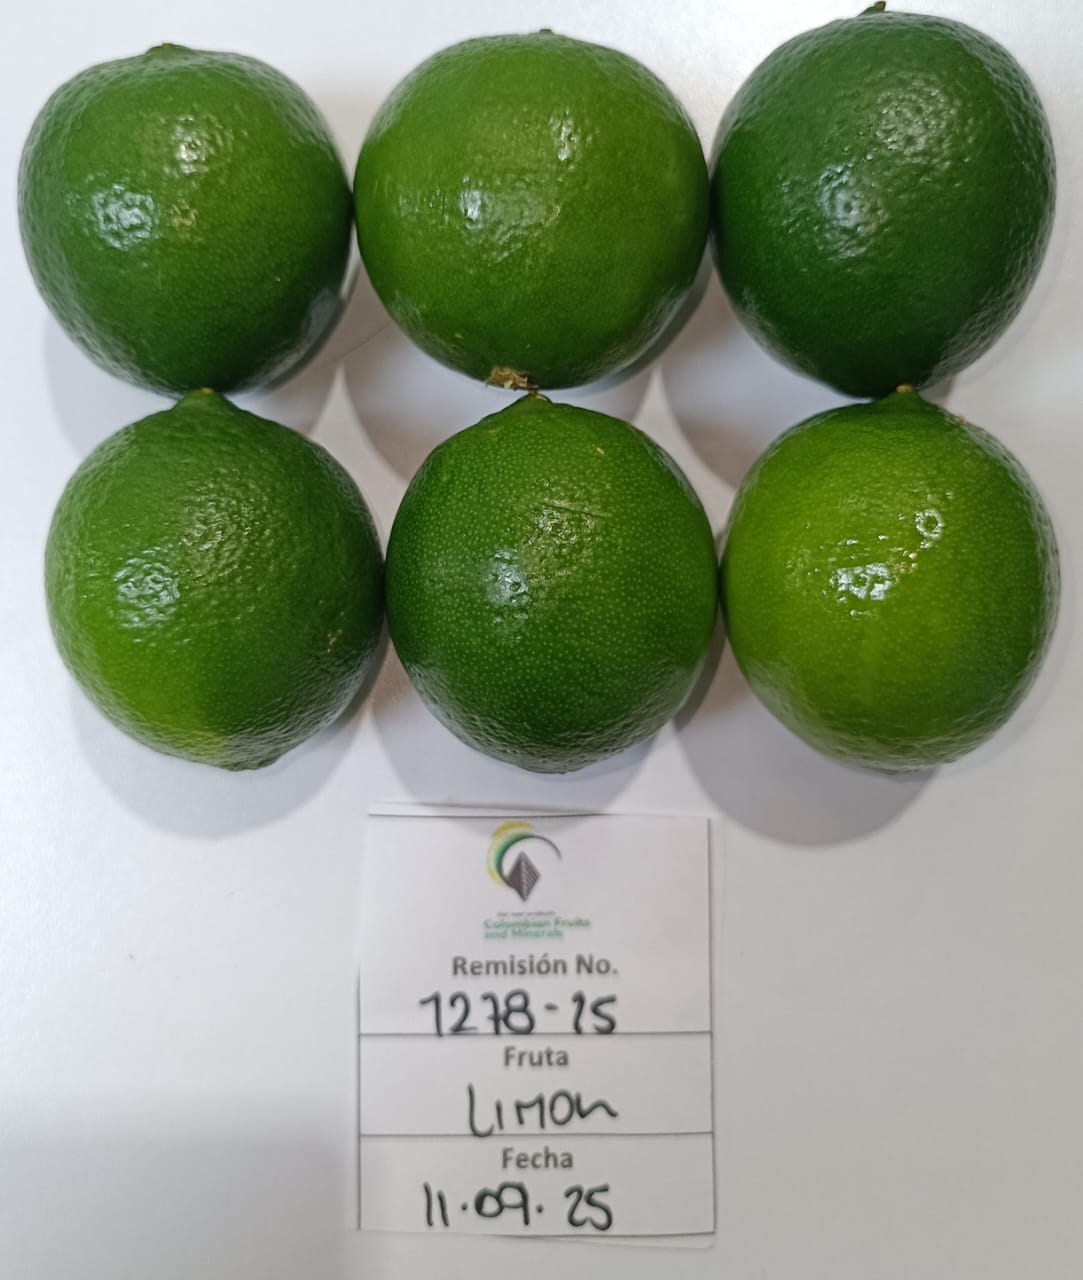 Colombian Fruits
and Minerals
Remisión No.
1278-25
Fruta
LIMON
Fecha
11.09.25